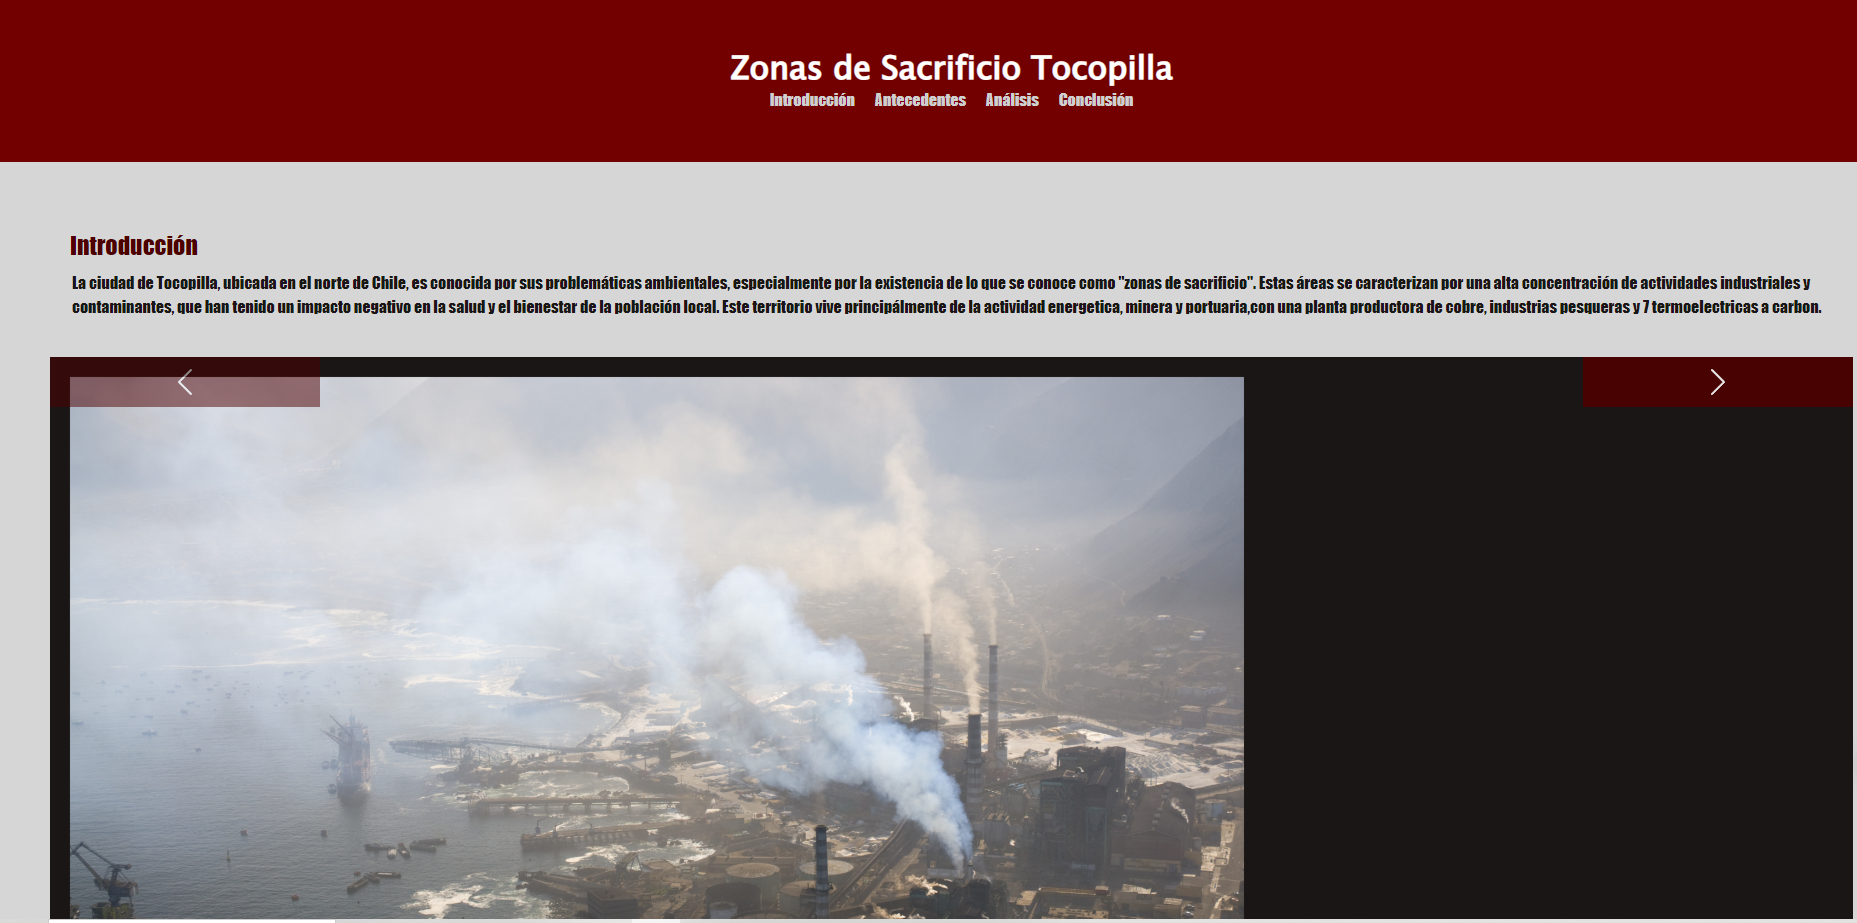 Zonas de Sacrificio Tocopilla
Introducción Antecedentes Análisis Conclusión
Introducción
La ciudad de Tocopilla, ubicada en el norte de Chile, es conocida por sus problemáticas ambientales, especialmente por la existencia de lo que se conoce como "zonas de sacrificio". Estas áreas se caracterizan por una alta concentración de actividades industriales y
contaminantes, que han tenido un impacto negativo en la salud y el bienestar de la población local. Este territorio vive principálmente de la actividad energetica, minera y portuaria,con una planta productora de cobre, industrias pesqueras y 7 termoelectricas a carbon.